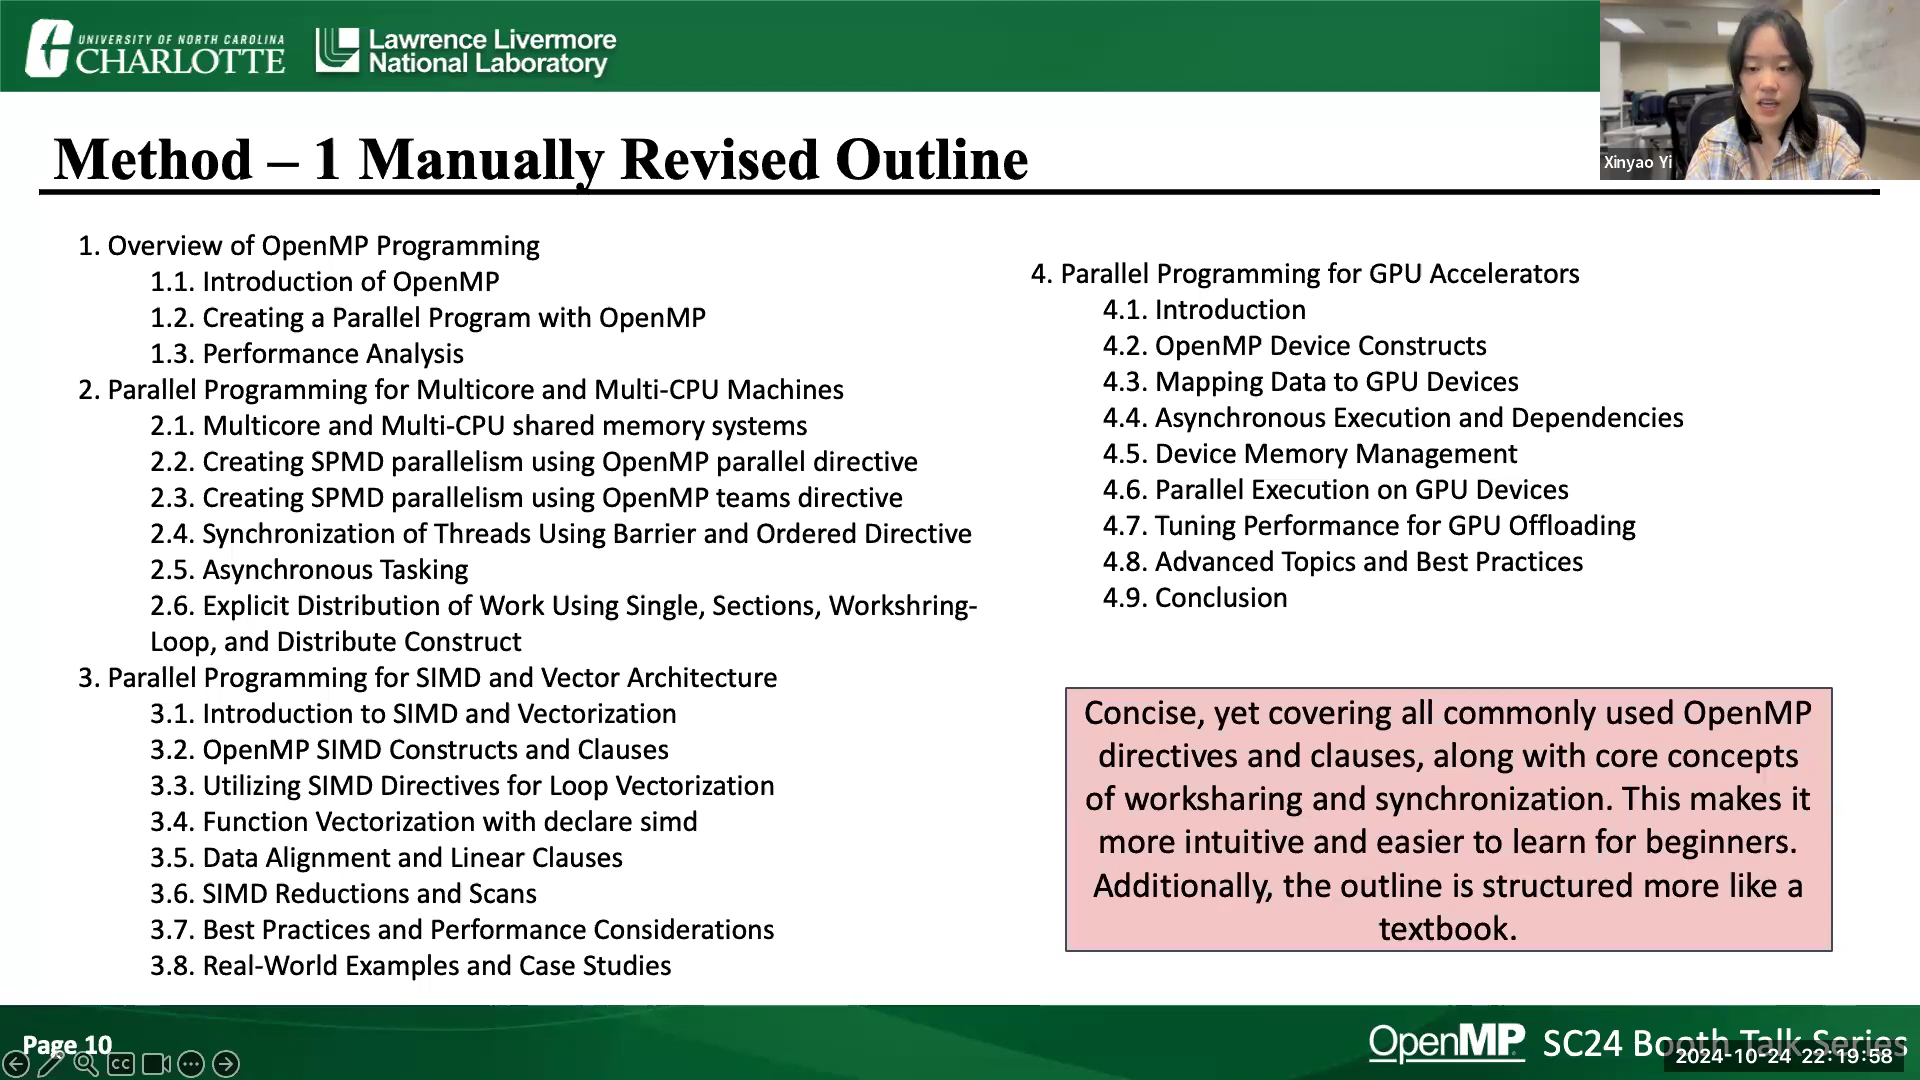 UNIVERSITY OF NORTH CAROLINA
CHARLOTTE
Lawrence Livermore
National Laboratory
Xinyao Yi
Method – 1 Manually Revised Outline
1. Overview of OpenMP Programming
1.1. Introduction of OpenMP
1.2. Creating a Parallel Program with OpenMP
1.3. Performance Analysis
2. Parallel Programming for Multicore and Multi-CPU Machines
2.1. Multicore and Multi-CPU shared memory systems
2.2. Creating SPMD parallelism using OpenMP parallel directive
2.3. Creating SPMD parallelism using OpenMP teams directive
2.4. Synchronization of Threads Using Barrier and Ordered Directive
2.5. Asynchronous Tasking
2.6. Explicit Distribution of Work Using Single, Sections, Workshring-
Loop, and Distribute Construct
3. Parallel Programming for SIMD and Vector Architecture
3.1. Introduction to SIMD and Vectorization
3.2. OpenMP SIMD Constructs and Clauses
3.3. Utilizing SIMD Directives for Loop Vectorization
3.4. Function Vectorization with declare simd
3.5. Data Alignment and Linear Clauses
3.6. SIMD Reductions and Scans
3.7. Best Practices and Performance Considerations
3.8. Real-World Examples and Case Studies
4. Parallel Programming for GPU Accelerators
4.1. Introduction
4.2. OpenMP Device Constructs
4.3. Mapping Data to GPU Devices
4.4. Asynchronous Execution and Dependencies
4.5. Device Memory Management
4.6. Parallel Execution on GPU Devices
4.7. Tuning Performance for GPU Offloading
4.8. Advanced Topics and Best Practices
4.9. Conclusion
Concise, yet covering all commonly used OpenMP
directives and clauses, along with core concepts
of worksharing and synchronization. This makes it
more intuitive and easier to learn for beginners.
Additionally, the outline is structured more like a
textbook.
Page 10
CC
OpenMP SC24 Booth Talk Series
2024-10-24 22:19:58